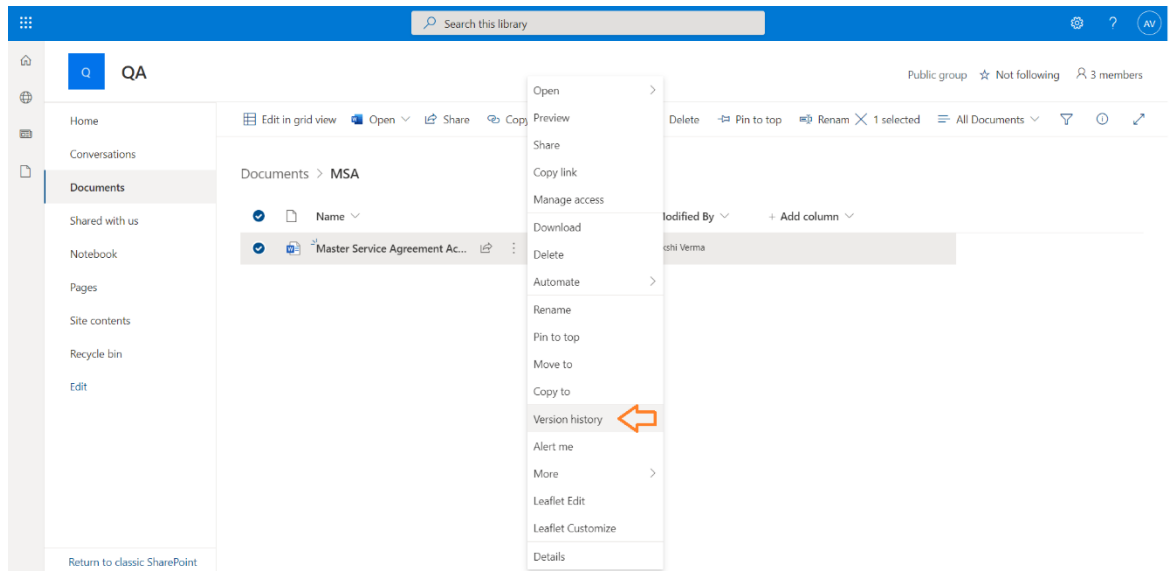 Search this library
?
AV
Q
QA
Public group
Not following
3 members
Home
Conversations
Documents
Shared with us
Notebook
Pages
Site contents
Recycle bin
Edit
Return to classic SharePoint
Edit in grid view
Open
Share
Copy
Delete
Pin to top
Renam
1 selected
All Documents
Documents > MSA
Name
Modified By
+ Add column
Master Service Agreement Ac...
kshi Verma
Open
Preview
Share
Copy link
Manage access
Download
Delete
Automate
Rename
Pin to top
Move to
Copy to
Version history
Alert me
More
Leaflet Edit
Leaflet Customize
Details